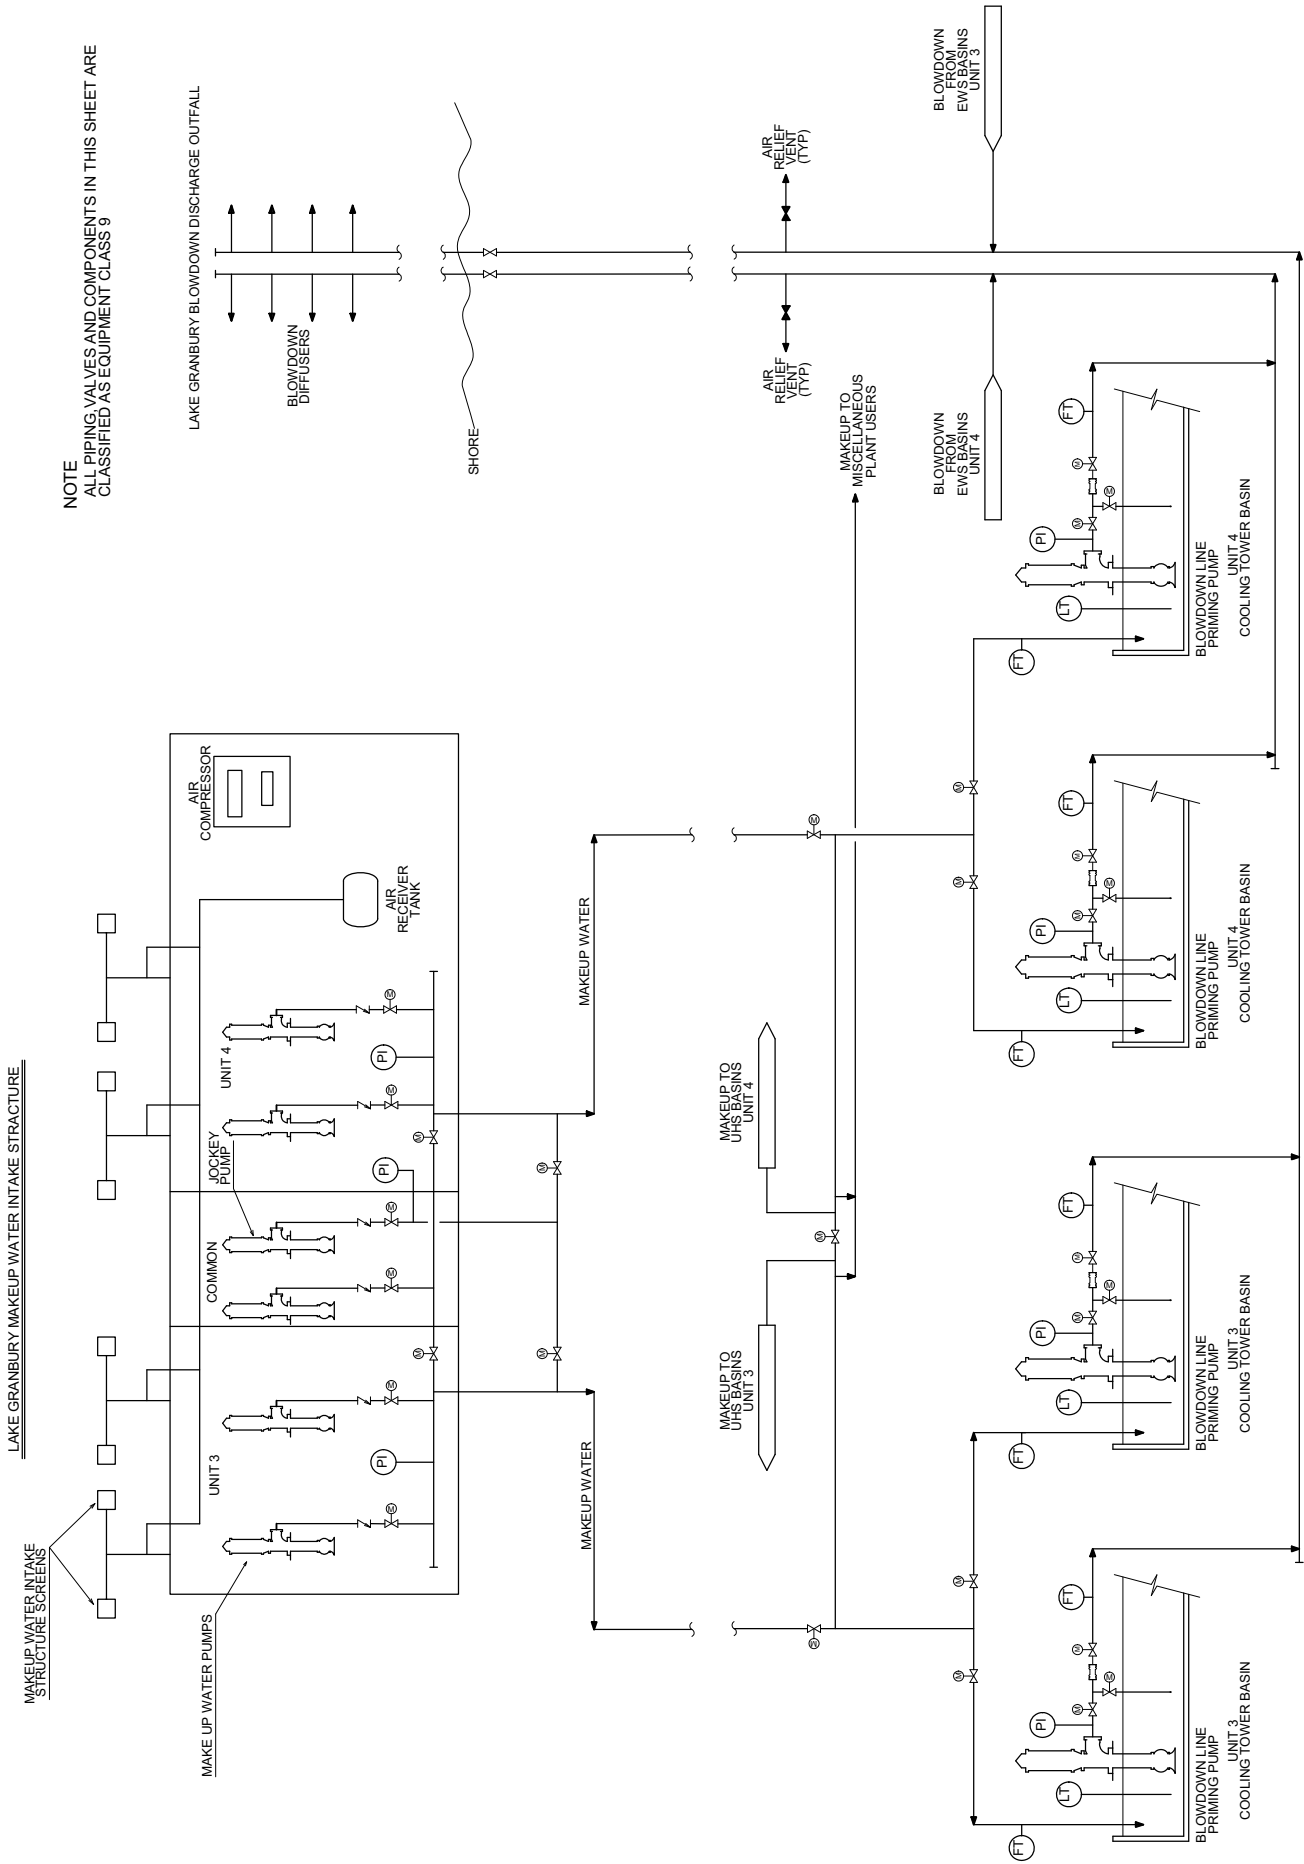 NOTE
ALL PIPING,VALVES AND COMPONENTS IN THIS SHEET ARE
CLASSIFIED AS EQUIPMENT CLASS 9
LAKE GRANBURY MAKEUP WATER INTAKE STRACTURE
MAKEUP WATER INTAKE
STRUCTURE SCREENS
MAKE UP WATER PUMPS
UNIT 3
COMMON
JOCKEY
PUMP
UNIT 4
AIR
COMPRESSOR
AIR
RECEIVER
TANK
PI
PI
PI
M
M
M
M
M
M
M
M
M
M
LAKE GRANBURY BLOWDOWN DISCHARGE OUTFALL
BLOWDOWN
DIFFUSERS
SHORE
MAKEUP WATER
MAKEUP WATER
M
M
M
MAKEUP TO
UHS BASINS
UNIT 3
MAKEUP TO
UHS BASINS
UNIT 4
MAKEUP TO
MISCELLANEOUS
PLANT USERS
AIR
RELIEF
VENT
(TYP)
AIR
RELIEF
VENT
(TYP)
BLOWDOWN
FROM
EWS BASINS
UNIT 4
BLOWDOWN
FROM
EWS BASINS
UNIT 3
M
M
M
M
FT
LT
PI
M
M
M
FT
BLOWDOWN LINE
PRIMING PUMP
UNIT 3
COOLING TOWER BASIN
FT
LT
PI
M
M
M
FT
BLOWDOWN LINE
PRIMING PUMP
UNIT 3
COOLING TOWER BASIN
FT
LT
PI
M
M
M
FT
BLOWDOWN LINE
PRIMING PUMP
UNIT 4
COOLING TOWER BASIN
FT
LT
PI
M
M
M
FT
BLOWDOWN LINE
PRIMING PUMP
UNIT 4
COOLING TOWER BASIN